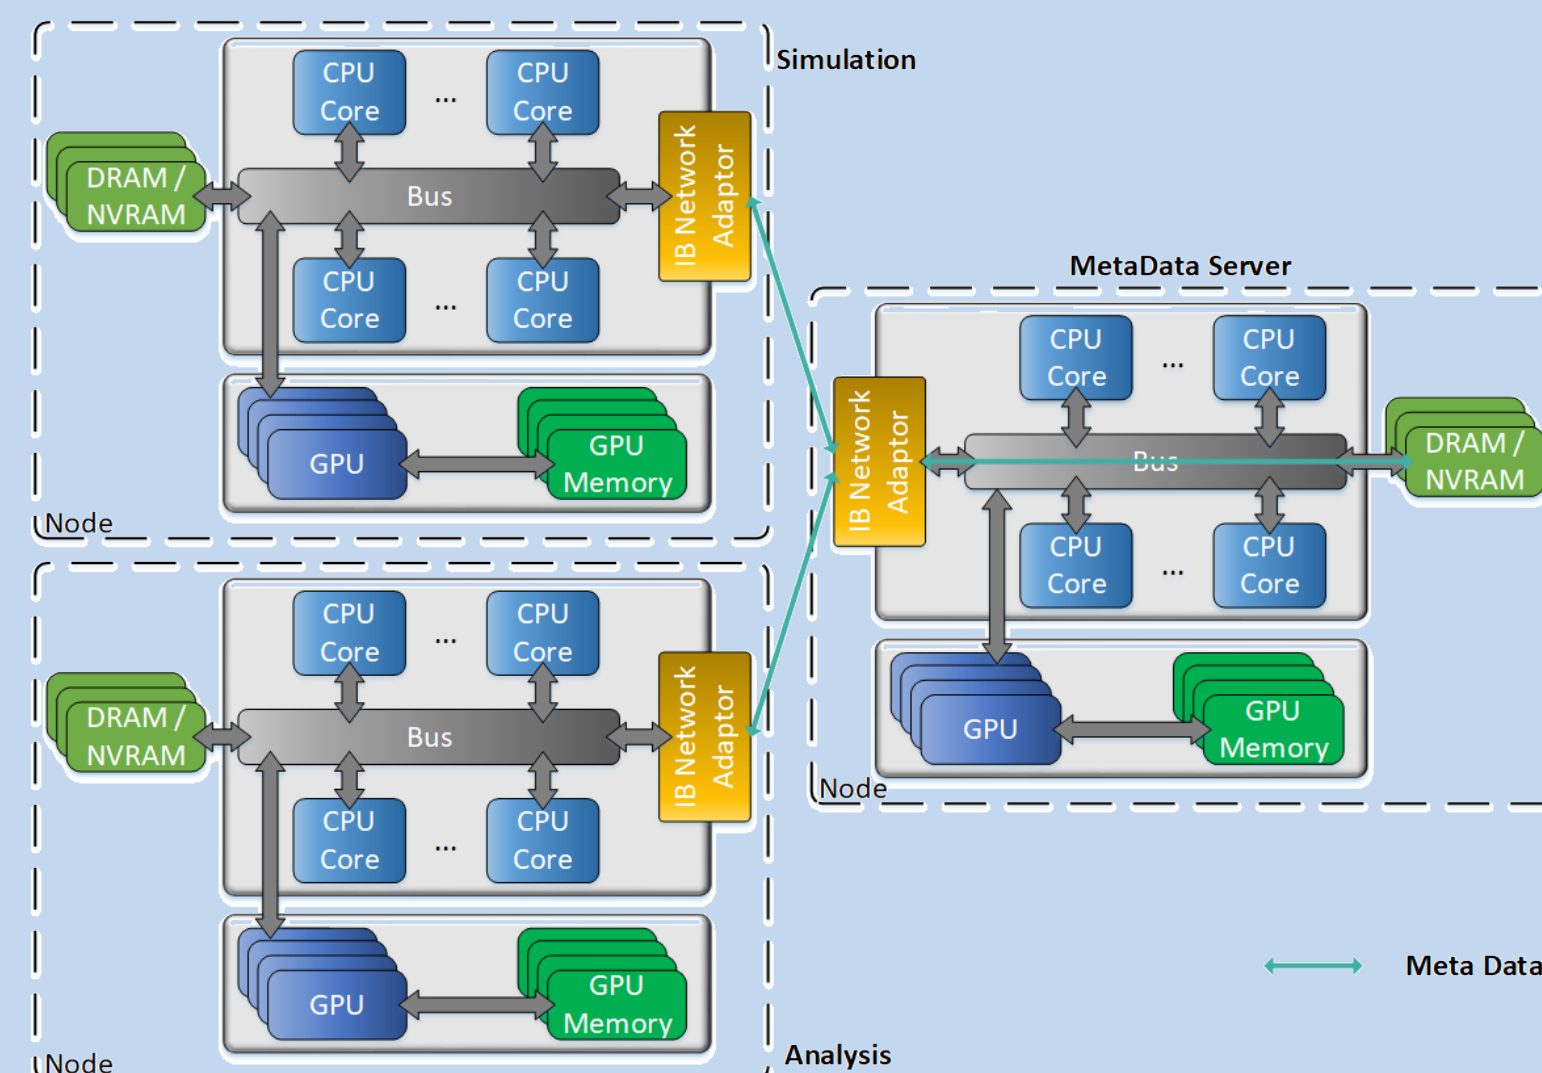 Simulation
CPU
Core
...
CPU
Core
DRAM /
NVRAM
Bus
IB Network
Adaptor
CPU
Core
...
CPU
Core
GPU
GPU
Memory
Node
MetaData Server
CPU
Core
...
CPU
Core
IB Network
Adaptor
Bus
DRAM /
NVRAM
CPU
Core
...
CPU
Core
GPU
GPU
Memory
Node
CPU
Core
...
CPU
Core
DRAM /
NVRAM
Bus
IB Network
Adaptor
CPU
Core
...
CPU
Core
GPU
GPU
Memory
Node
Analysis
Meta Data